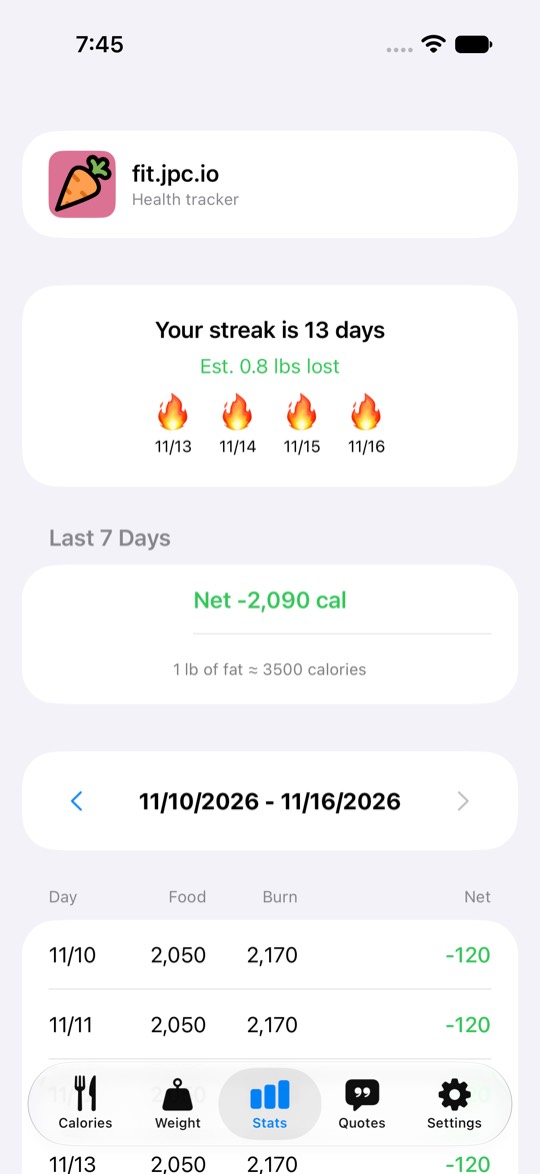 7:45
fit.jpc.io
Health tracker
Your streak is 13 days
Est. 0.8 lbs lost
11/13 11/14 11/15 11/16
Last 7 Days
Net -2,090 cal
1 lb of fat ≈ 3500 calories
11/10/2026 - 11/16/2026
Day Food Burn Net
11/10 2,050 2,170 -120
11/11 2,050 2,170 -120
Calories Weight Stats Quotes Settings
11/13 2,050 2,170 -120